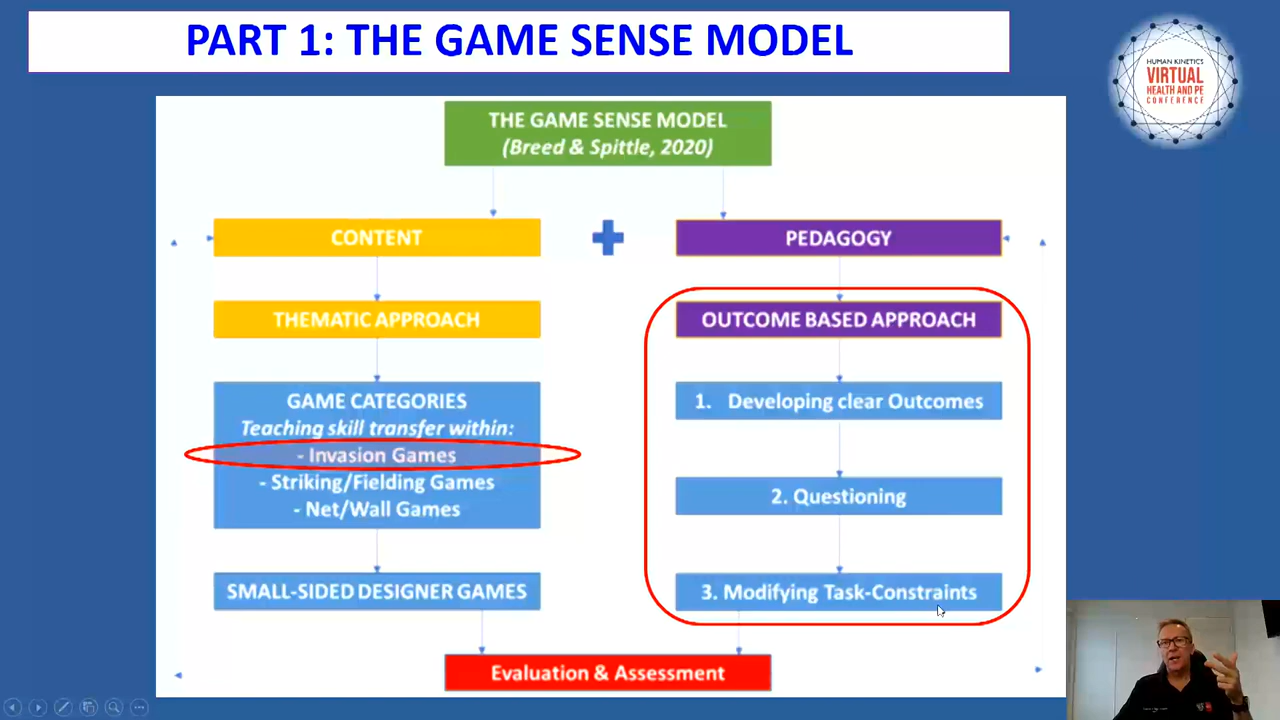 PART 1: THE GAME SENSE MODEL
HUMAN KINETICS
VIRTUAL
HEALTH AND PE
CONFERENCE
THE GAME SENSE MODEL
(Breed & Spittle, 2020)
CONTENT
PEDAGOGY
THEMATIC APPROACH
OUTCOME BASED APPROACH
GAME CATEGORIES
Teaching skill transfer within:
- Invasion Games
- Striking/Fielding Games
- Net/Wall Games
1. Developing clear Outcomes
2. Questioning
SMALL-SIDED DESIGNER GAMES
3. Modifying Task-Constraints
Evaluation & Assessment